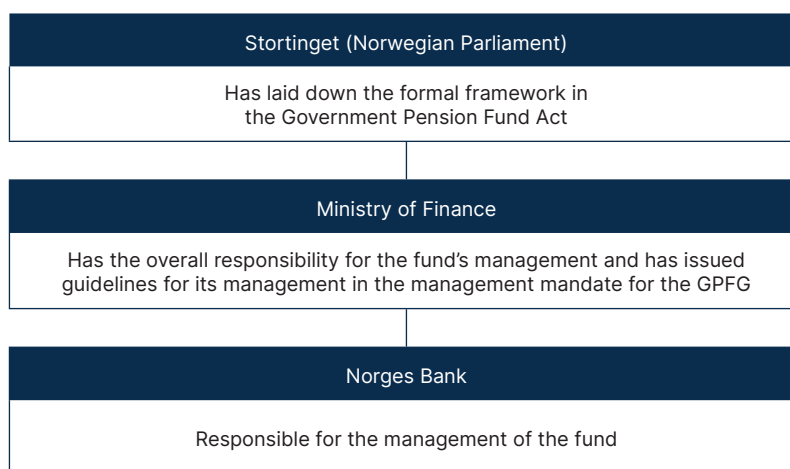 Stortinget (Norwegian Parliament)
Has laid down the formal framework in
the Government Pension Fund Act
Ministry of Finance
Has the overall responsibility for the fund’s management and has issued
guidelines for its management in the management mandate for the GPFG
Norges Bank
Responsible for the management of the fund